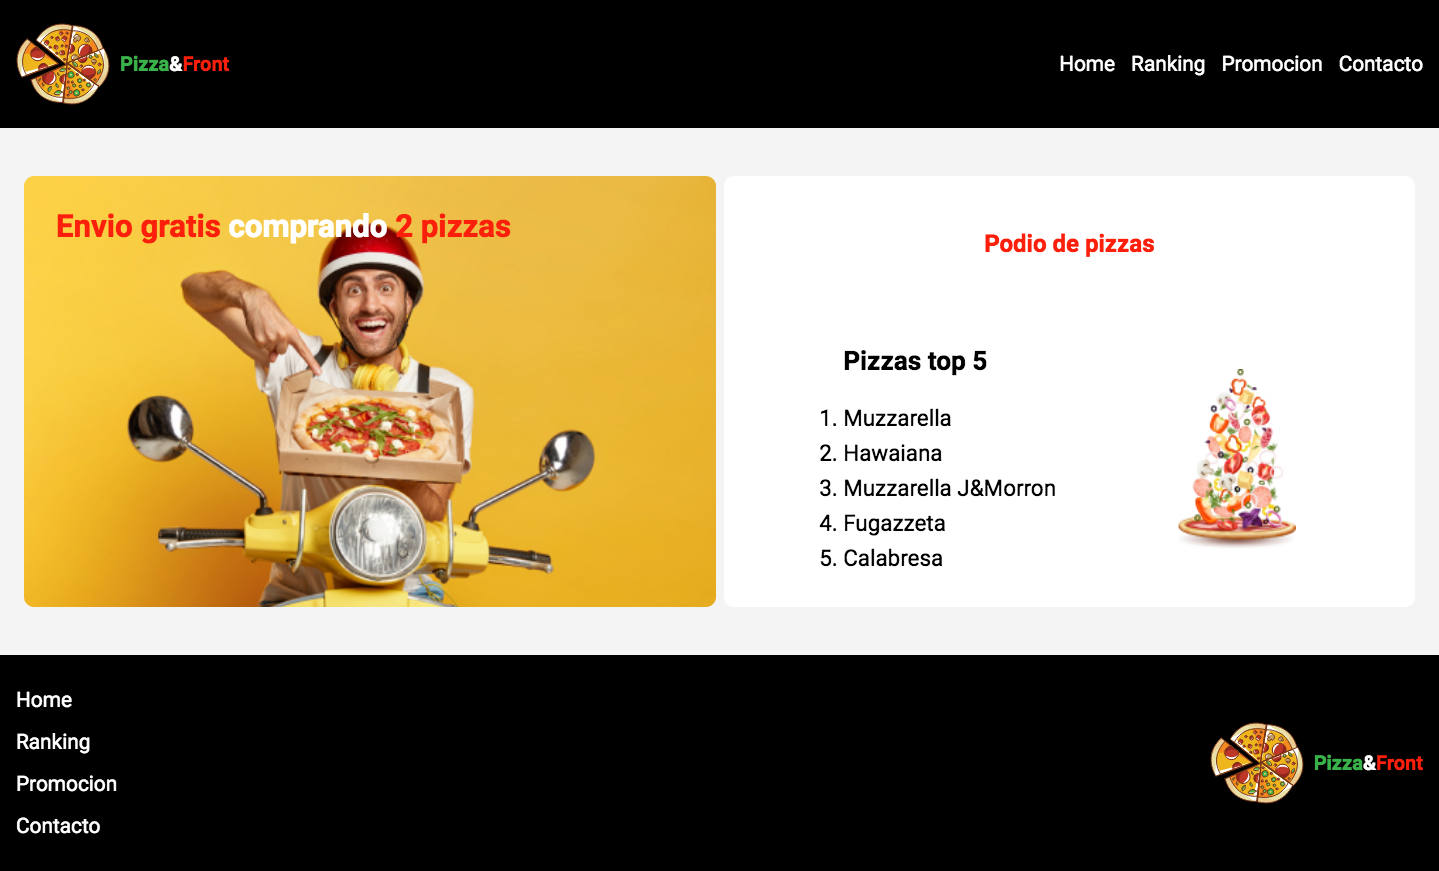 Pizza&Front
Home Ranking Promocion Contacto
Envio gratis comprando 2 pizzas
Podio de pizzas
Pizzas top 5
1. Muzzarella
2. Hawaiana
3. Muzzarella J&Morron
4. Fugazzeta
5. Calabresa
Home
Ranking
Promocion
Contacto
Pizza&Front